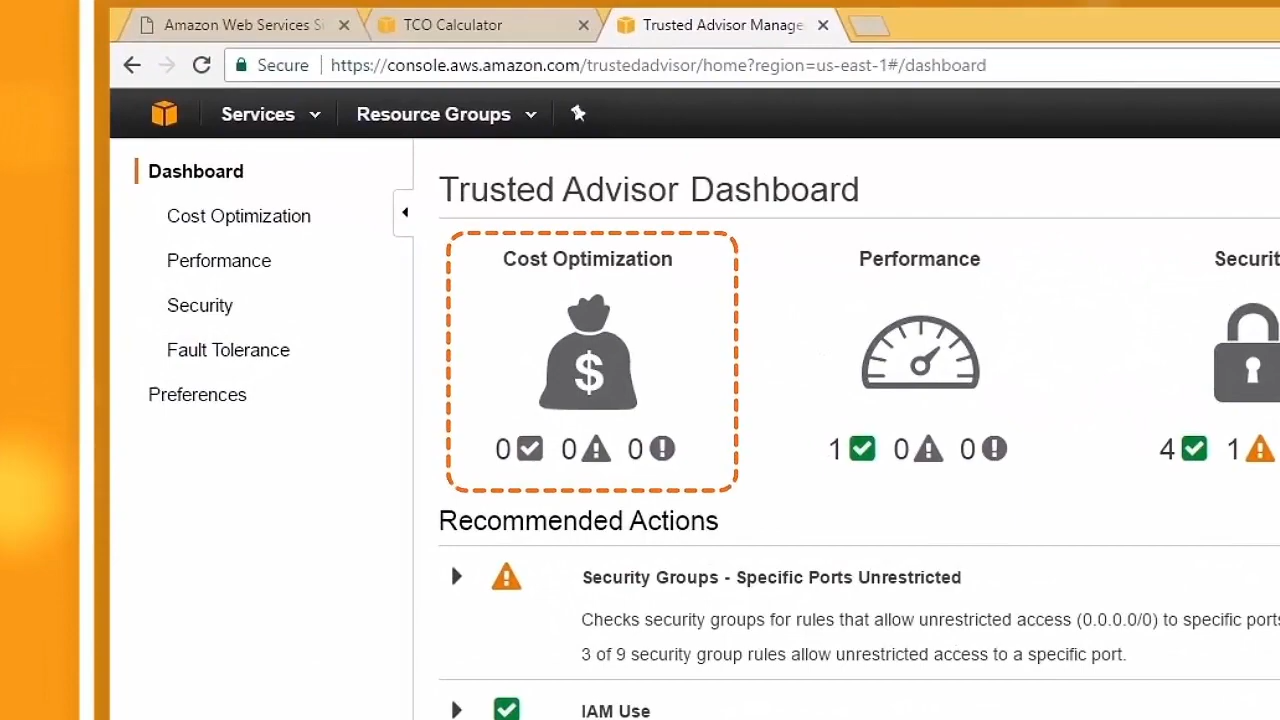 Amazon Web Services Si
TCO Calculator
Trusted Advisor Manage
Secure
https://console.aws.amazon.com/trustedadvisor/home?region=us-east-1#/dashboard
Services
Resource Groups
Dashboard
Cost Optimization
Performance
Security
Fault Tolerance
Preferences
Trusted Advisor Dashboard
Cost Optimization
Performance
Securit
$
0 0 0
1 0 0
4 1
Recommended Actions
Security Groups - Specific Ports Unrestricted
Checks security groups for rules that allow unrestricted access (0.0.0.0/0) to specific ports
3 of 9 security group rules allow unrestricted access to a specific port.
IAM Use